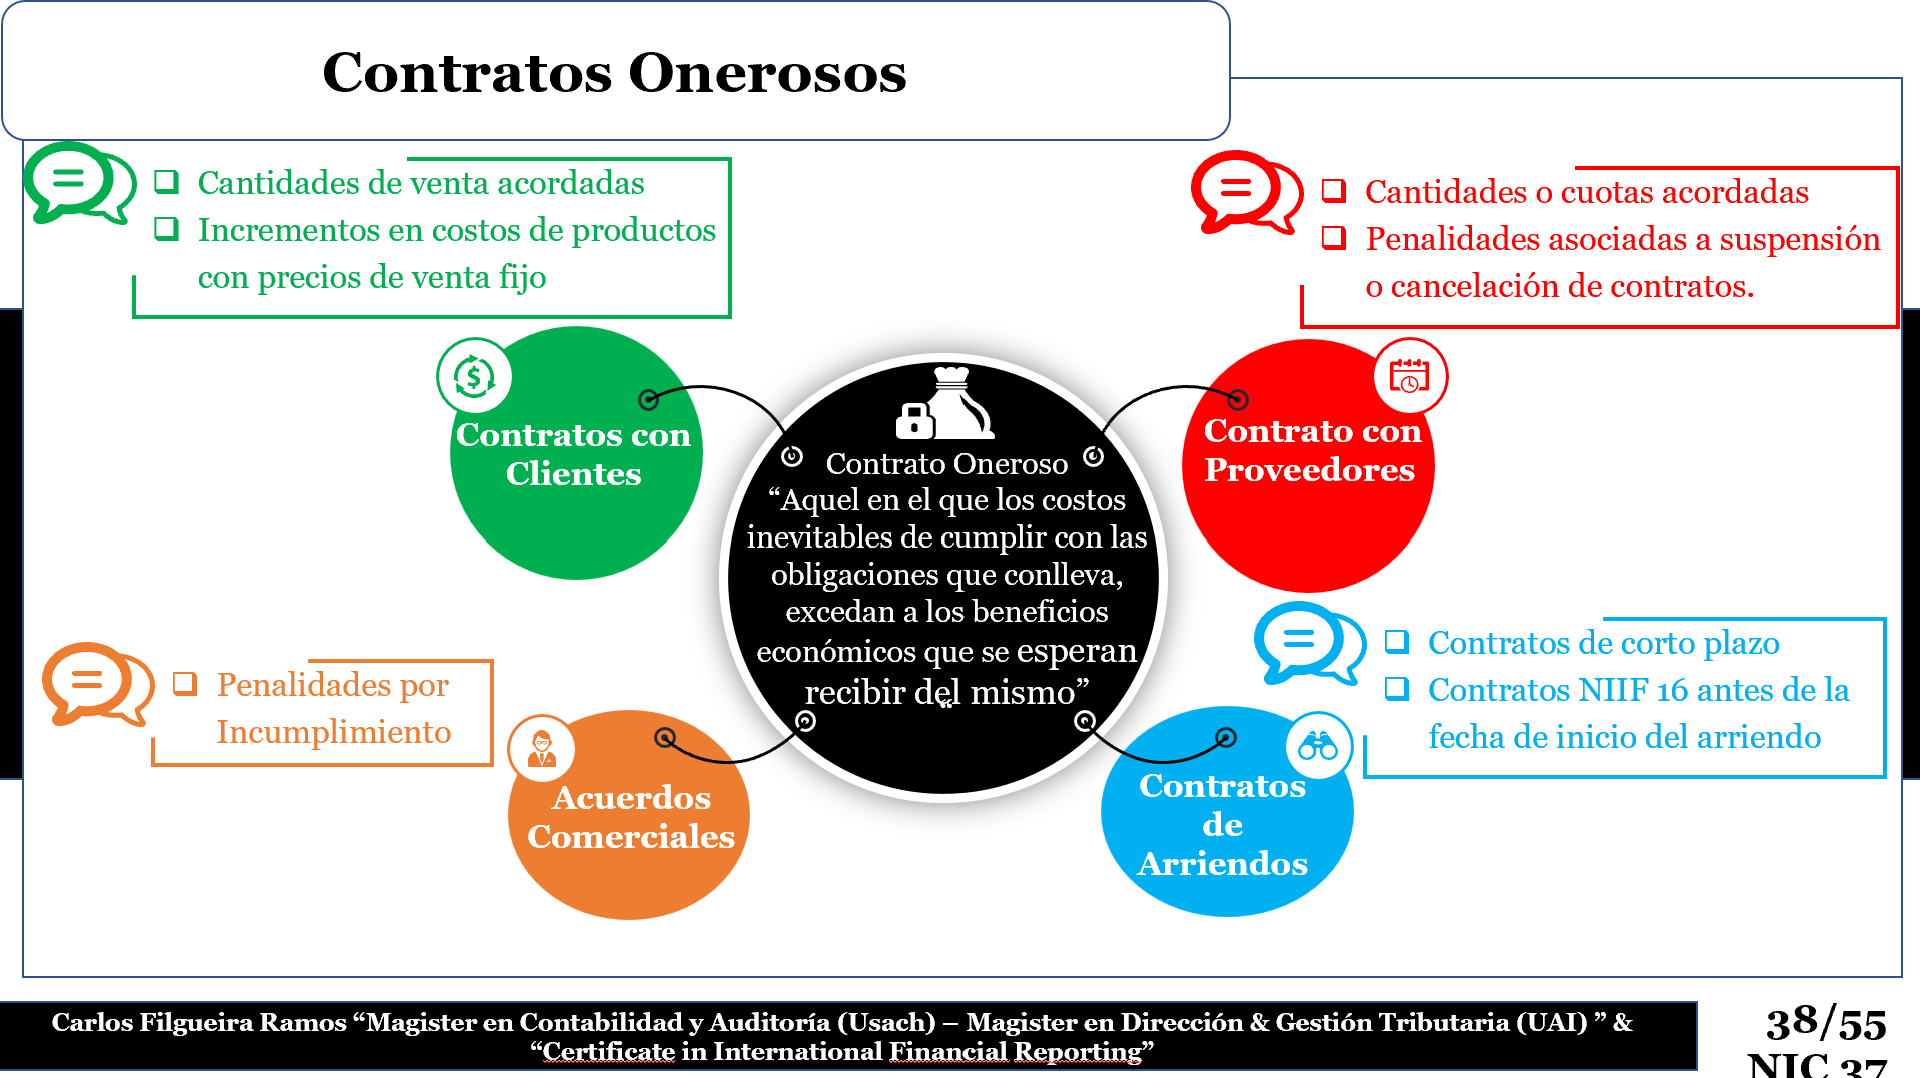 Contratos Onerosos
Cantidades de venta acordadas
Incrementos en costos de productos
con precios de venta fijo
Cantidades o cuotas acordadas
Penalidades asociadas a suspensión
o cancelación de contratos.
Contratos con
Clientes
Contrato con
Proveedores
Contrato Oneroso
“Aquel en el que los costos
inevitables de cumplir con las
obligaciones que conlleva,
excedan a los beneficios
económicos que se esperan
recibir del mismo”
“
Penalidades por
Incumplimiento
Acuerdos
Comerciales
Contratos de corto plazo
Contratos NIIF 16 antes de la
fecha de inicio del arriendo
Contratos
de
Arriendos
Carlos Filgueira Ramos “Magister en Contabilidad y Auditoría (Usach) – Magister en Dirección & Gestión Tributaria (UAI) ” &
“Certificate in International Financial Reporting”
38/55
NIC 37